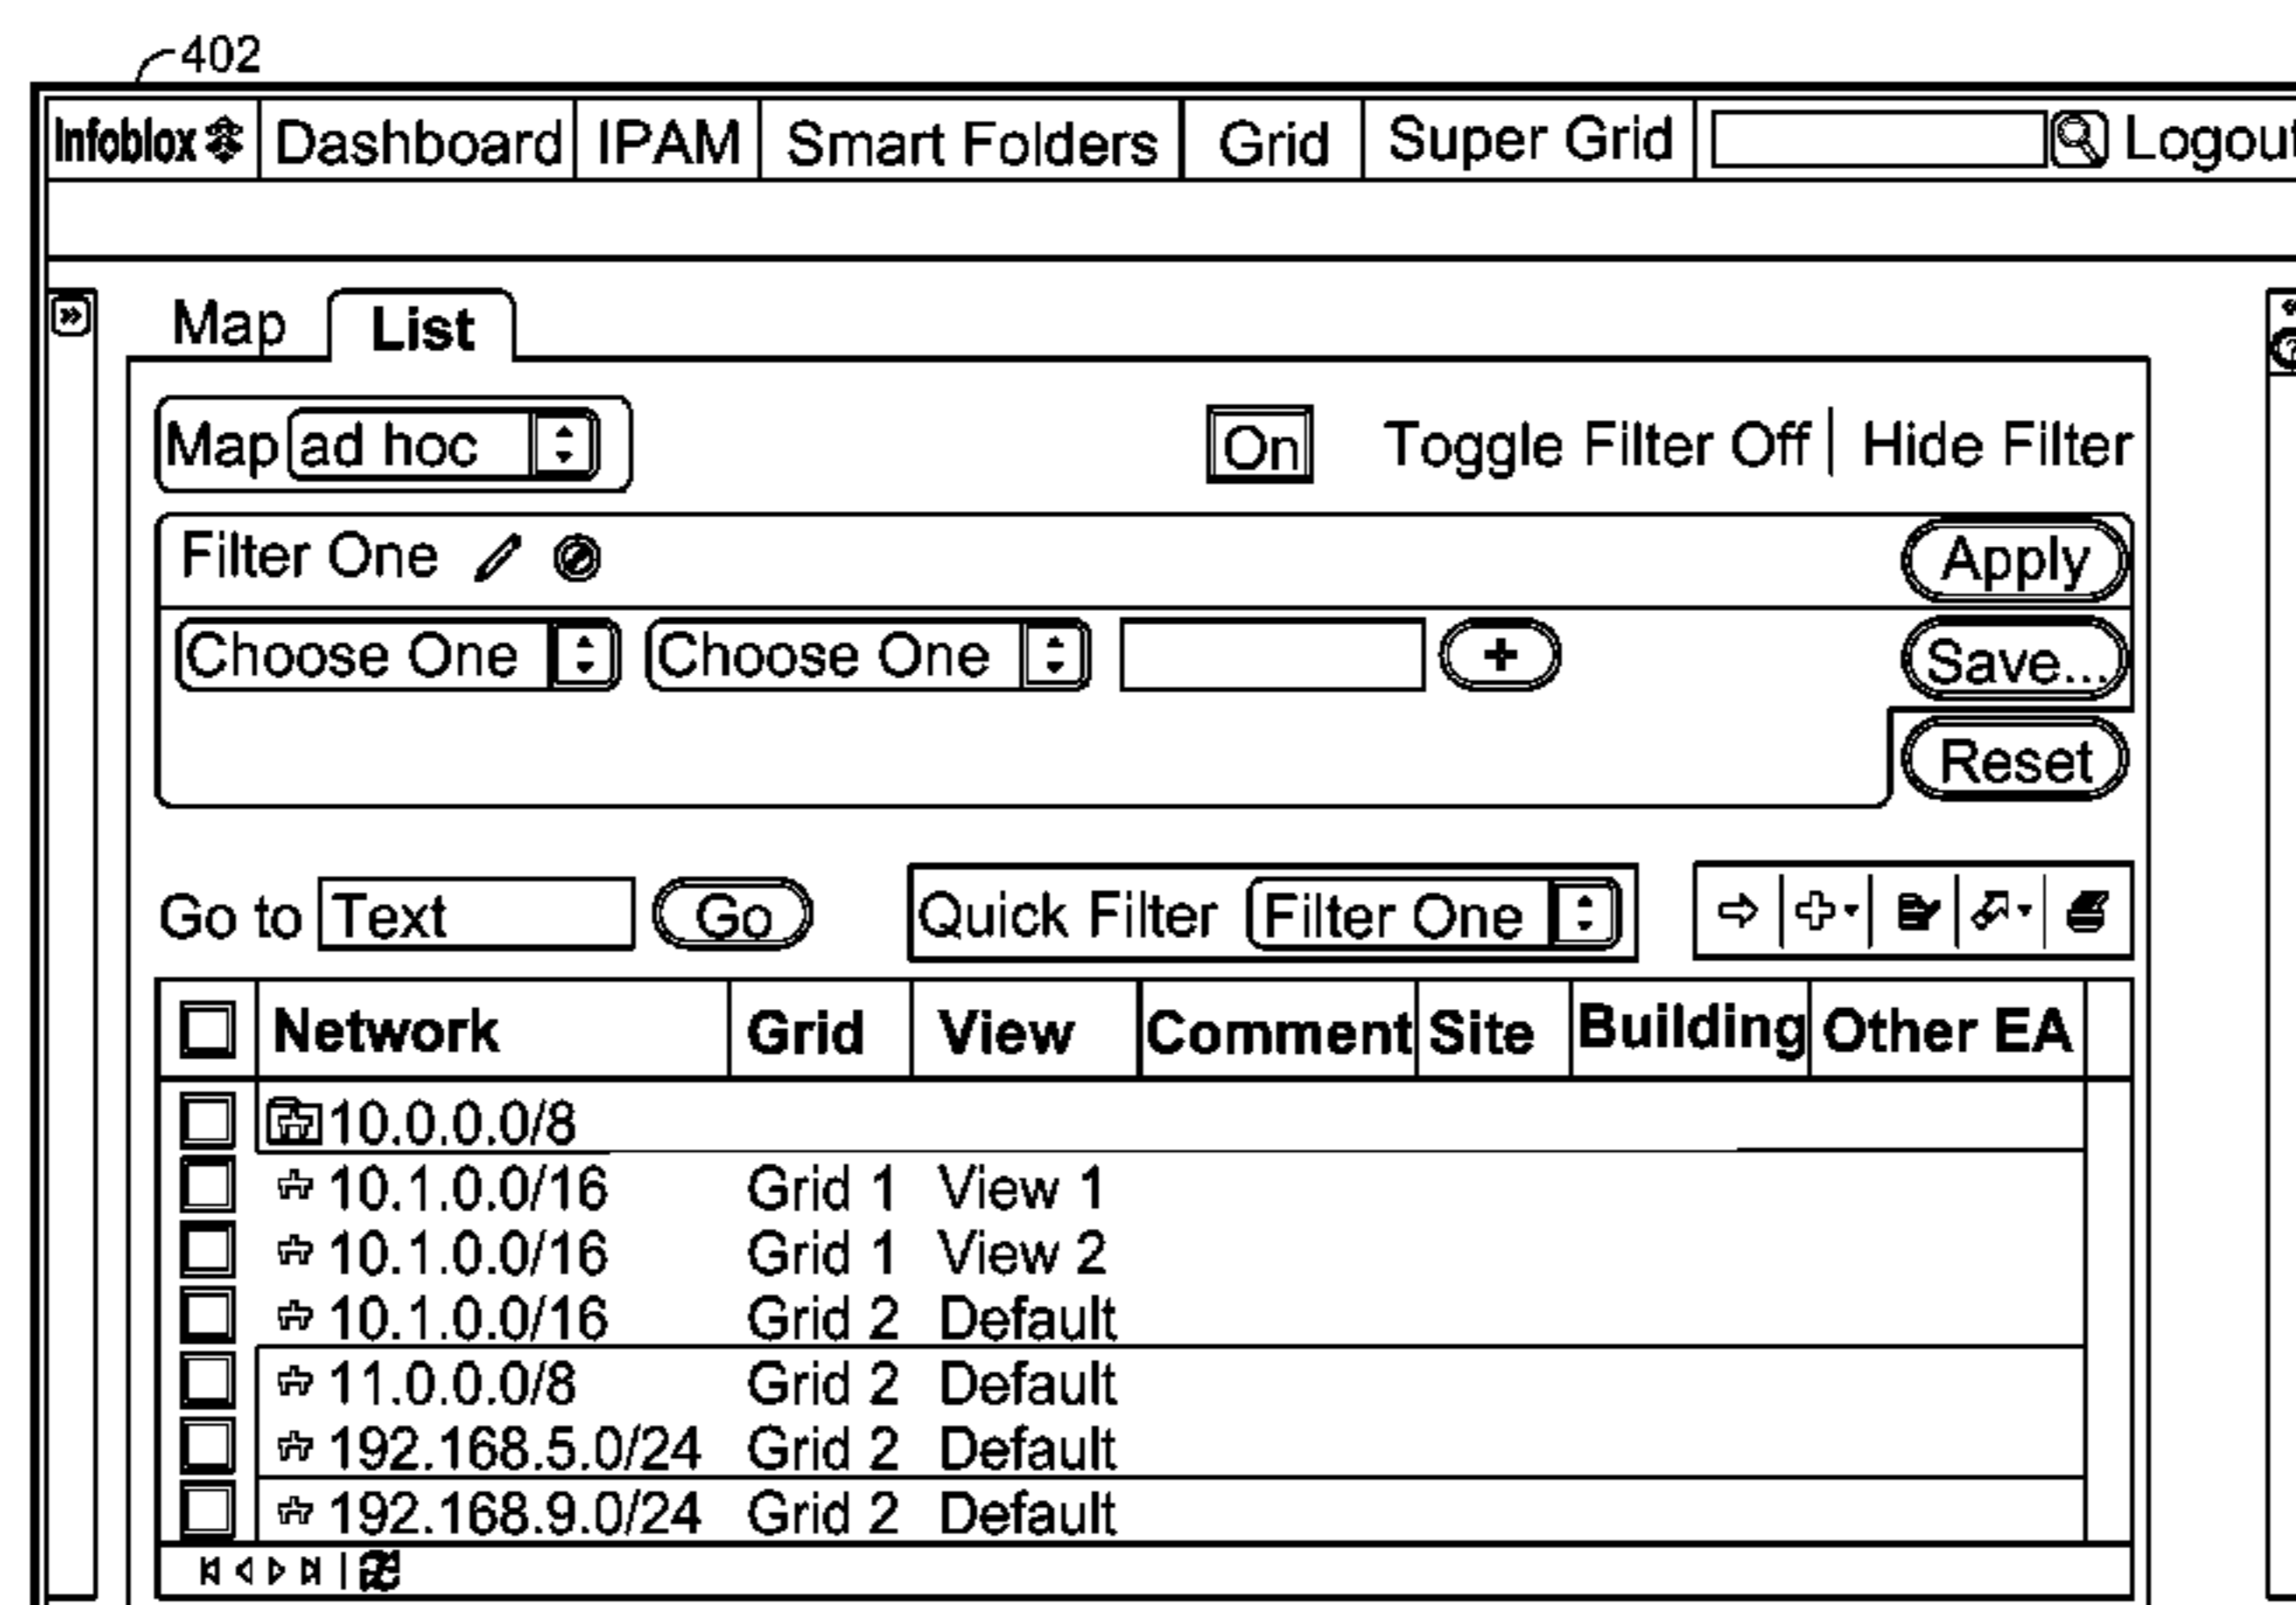 402
Infoblox Dashboard IPAM Smart Folders Grid Super Grid Logout
Map List
Map ad hoc On Toggle Filter Off | Hide Filter
Filter One Apply
Choose One Choose One + Save...
Reset
Go to Text Go Quick Filter Filter One
Network Grid View Comment Site Building Other EA
10.0.0.0/8
10.1.0.0/16 Grid 1 View 1
10.1.0.0/16 Grid 1 View 2
10.1.0.0/16 Grid 2 Default
11.0.0.0/8 Grid 2 Default
192.168.5.0/24 Grid 2 Default
192.168.9.0/24 Grid 2 Default